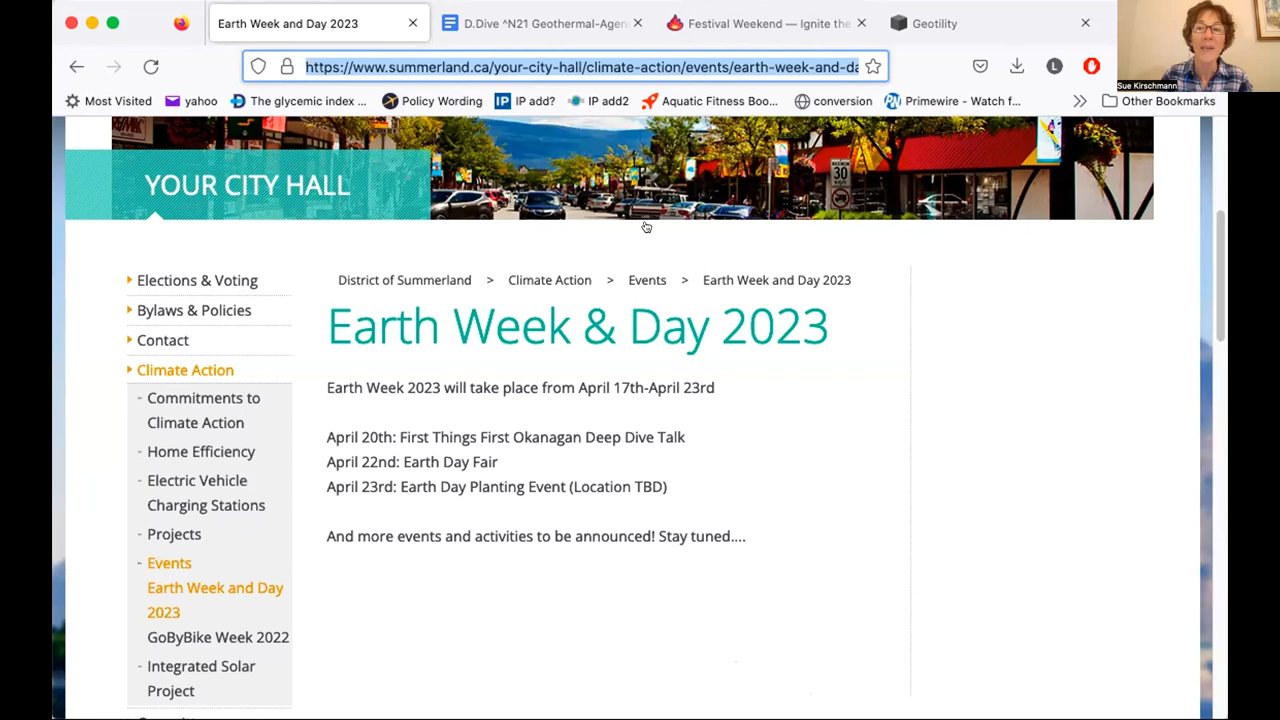 Earth Week and Day 2023
D.Dive ^N21 Geothermal-Agen
Festival Weekend — Ignite the
Geotility
https://www.summerland.ca/your-city-hall/climate-action/events/earth-week-and-da
L
Most Visited
yahoo
The glycemic index ...
Policy Wording
IP IP add?
IP add2
Aquatic Fitness Boo...
conversion
Primewire - Watch f...
Other Bookmarks
Sue Kirschmann
MAXIMUM
30
YOUR CITY HALL
Elections & Voting
Bylaws & Policies
Contact
Climate Action
- Commitments to
Climate Action
- Home Efficiency
- Electric Vehicle
Charging Stations
- Projects
- Events
Earth Week and Day
2023
GoByBike Week 2022
- Integrated Solar
Project
District of Summerland > Climate Action > Events > Earth Week and Day 2023
Earth Week & Day 2023
Earth Week 2023 will take place from April 17th-April 23rd
April 20th: First Things First Okanagan Deep Dive Talk
April 22nd: Earth Day Fair
April 23rd: Earth Day Planting Event (Location TBD)
And more events and activities to be announced! Stay tuned....